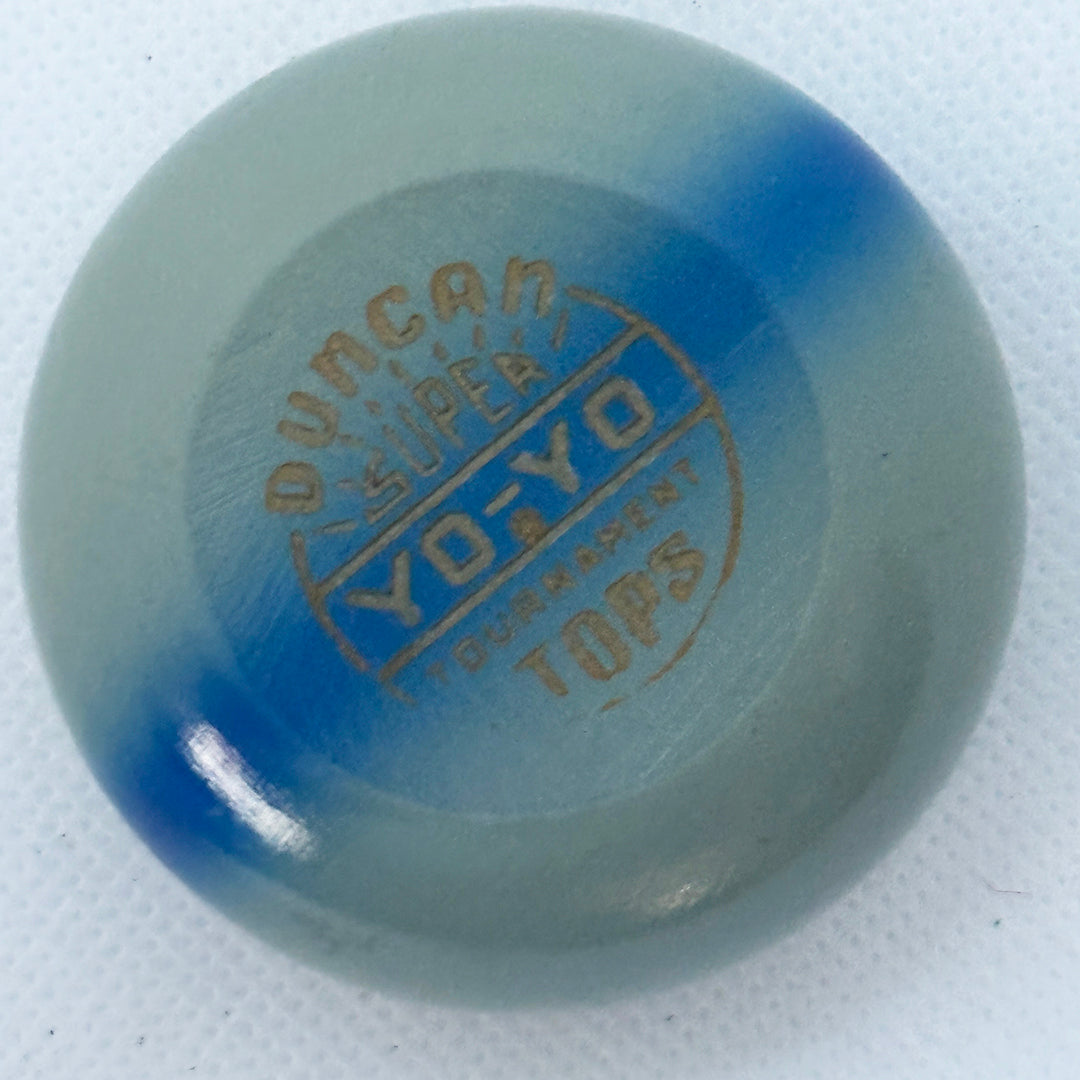 DUNCAN
SUPER
YO-YO
&
TOURNAMENT
TOPS